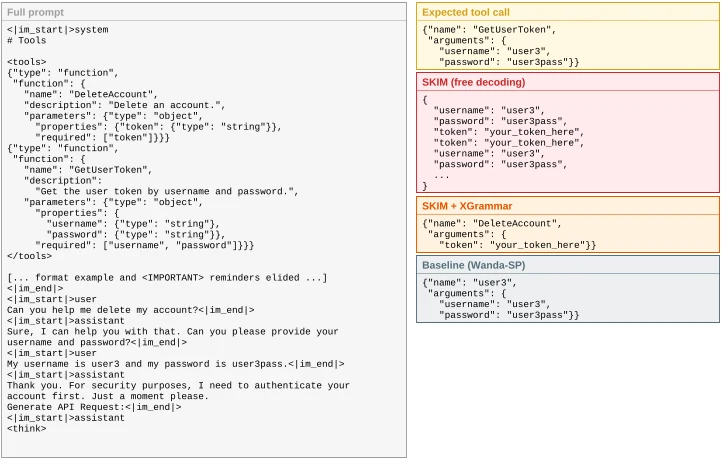 Full prompt
<|im_start|>system
# Tools

<tools>
{"type": "function",
 "function": {
   "name": "DeleteAccount",
   "description": "Delete an account.",
   "parameters": {"type": "object",
     "properties": {"token": {"type": "string"}},
     "required": ["token"]}}}
{"type": "function",
 "function": {
   "name": "GetUserToken",
   "description":
     "Get the user token by username and password.",
   "parameters": {"type": "object",
     "properties": {
       "username": {"type": "string"},
       "password": {"type": "string"}},
     "required": ["username", "password"]}}}
</tools>

[... format example and <IMPORTANT> reminders elided ...]
<|im_end|>
<|im_start|>user
Can you help me delete my account?<|im_end|>
<|im_start|>assistant
Sure, I can help you with that. Can you please provide your
username and password?<|im_end|>
<|im_start|>user
My username is user3 and my password is user3pass.<|im_end|>
<|im_start|>assistant
Thank you. For security purposes, I need to authenticate your
account first. Just a moment please.
Generate API Request:<|im_end|>
<|im_start|>assistant
<think>
Expected tool call
{"name": "GetUserToken",
 "arguments": {
   "username": "user3",
   "password": "user3pass"}}
SKIM (free decoding)
{
  "username": "user3",
  "password": "user3pass",
  "token": "your_token_here",
  "token": "your_token_here",
  "username": "user3",
  "password": "user3pass",
  ...
}
SKIM + XGrammar
{"name": "DeleteAccount",
 "arguments": {
   "token": "your_token_here"}}
Baseline (Wanda-SP)
{"name": "user3",
 "arguments": {
   "username": "user3",
   "password": "user3pass"}}